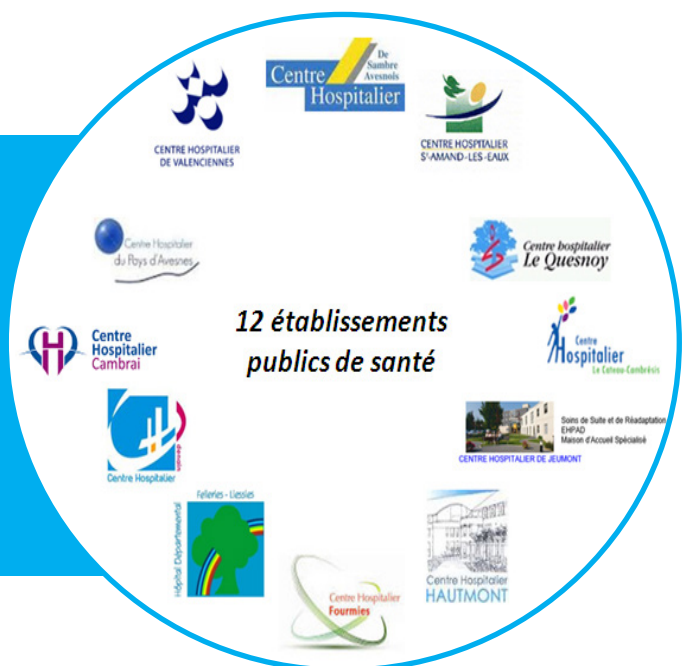 De
Sambre
Avesnois
Centre
Hospitalier
CENTRE HOSPITALIER
DE VALENCIENNES
CENTRE HOSPITALIER
St-AMAND-LES-EAUX
Centre Hospitalier
du Pays d'Avesnes
Centre hospitalier
Le Quesnoy
12 établissements
publics de santé
Centre
Hospitalier
Cambrai
Centre
Hospitalier
Le Cateau-Cambrésis
Centre Hospitalier
Soins de Suite et de Réadaptation
EHPAD
Maison d'Accueil Spécialisé
CENTRE HOSPITALIER DE JEUMONT
Felleries - Liessies
Hôpital Départemental
Centre Hospitalier
HAUTMONT
Centre Hospitalier
Fourmies